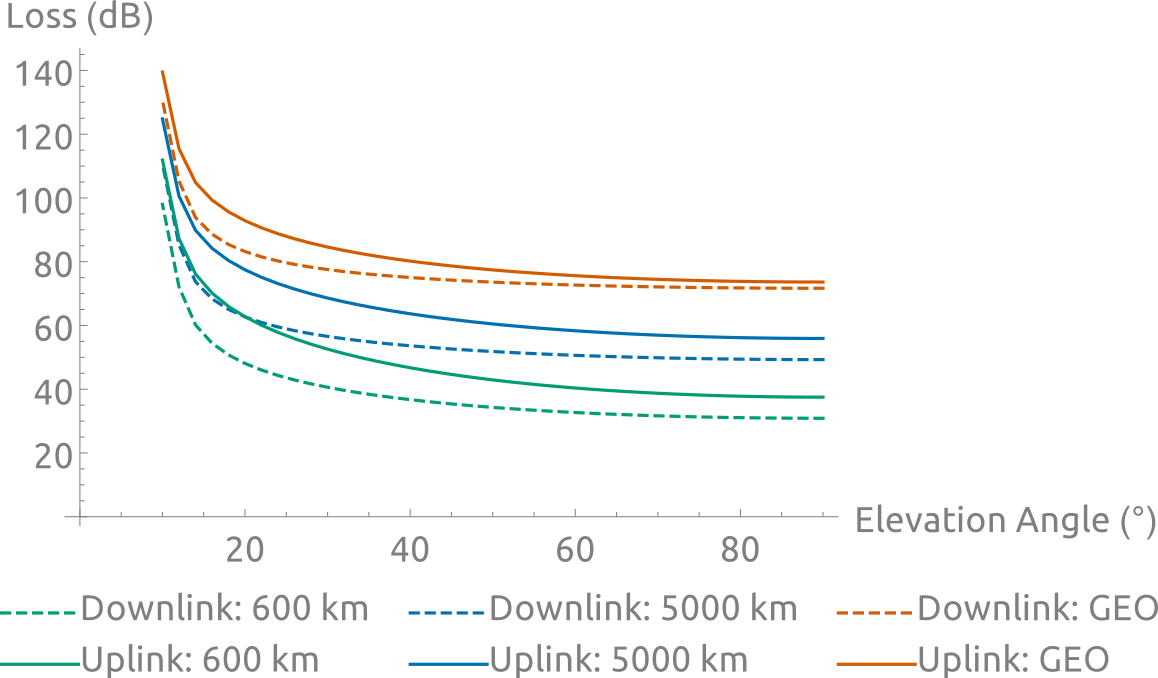 Loss (dB)
140
120
100
80
60
40
20
20 40 60 80
Elevation Angle (°)
Downlink: 600 km Downlink: 5000 km Downlink: GEO
Uplink: 600 km Uplink: 5000 km Uplink: GEO